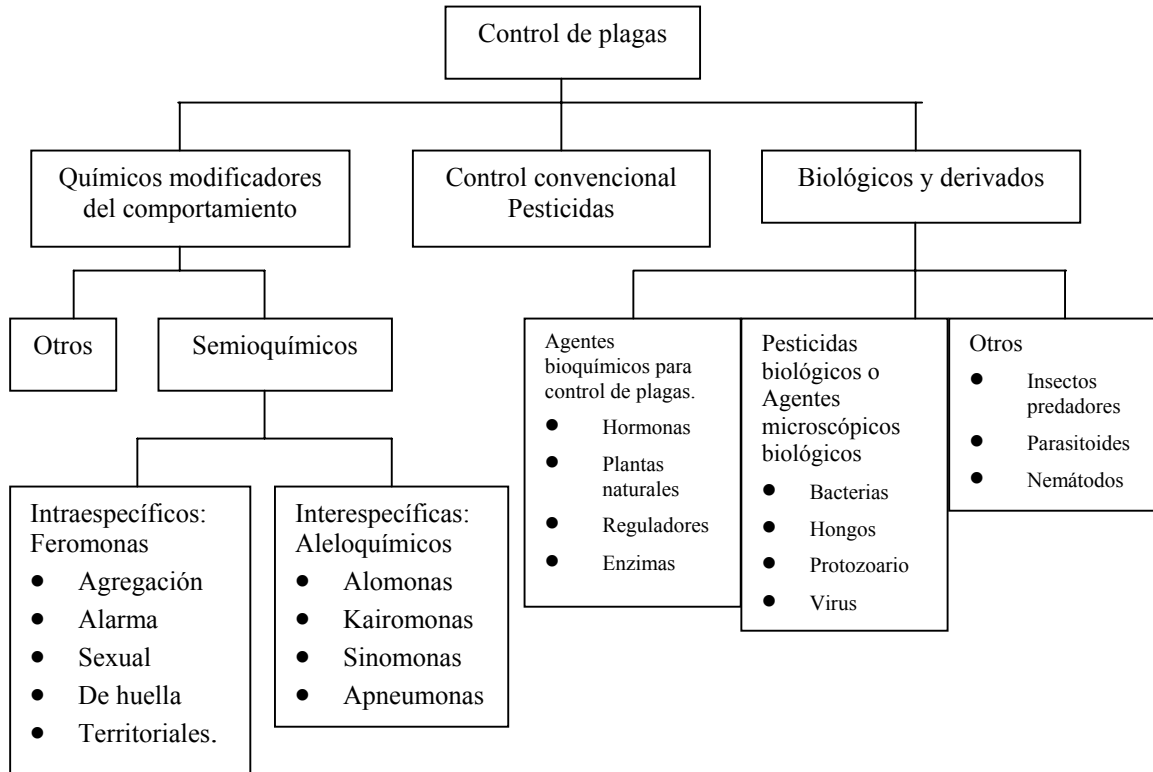 Control de plagas
Químicos modificadores
del comportamiento
Control convencional
Pesticidas
Biológicos y derivados
Otros
Semioquímicos
Agentes
bioquímicos para
control de plagas.
● Hormonas
● Plantas
naturales
● Reguladores
● Enzimas
Pesticidas
biológicos o
Agentes
microscópicos
biológicos
● Bacterias
● Hongos
● Protozoario
● Virus
Otros
● Insectos
predadores
● Parasitoides
● Nemátodos
Intraespecíficos:
Feromonas
● Agregación
● Alarma
● Sexual
● De huella
● Territoriales.
Interespecíficas:
Aleloquímicos
● Alomonas
● Kairomonas
● Sinomonas
● Apneumonas